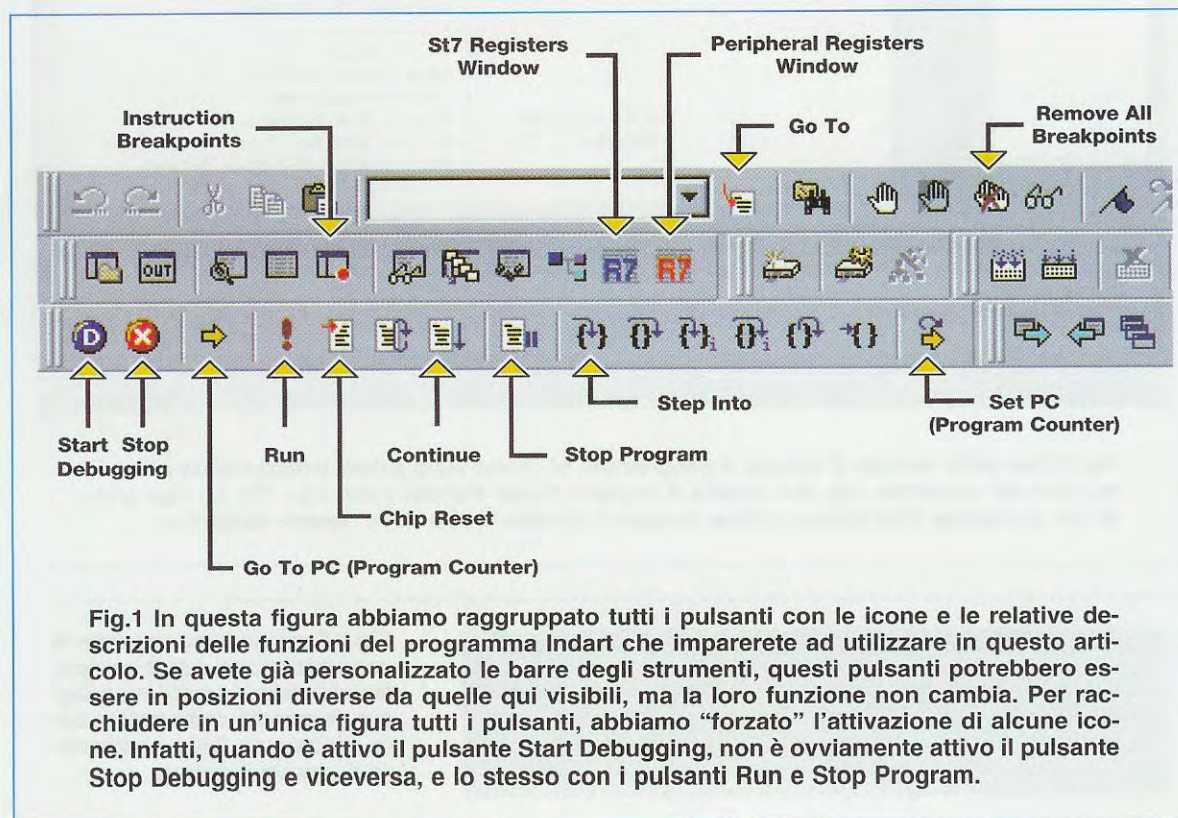 St7 Registers
Window
Peripheral Registers
Window
Instruction
Breakpoints
Go To
Remove All
Breakpoints
OUT
R7
R7
D
X
i
i
Start Stop
Debugging
Run
Continue
Step Into
Stop Program
Set PC
(Program Counter)
Chip Reset
Go To PC (Program Counter)
Fig.1 In questa figura abbiamo raggruppato tutti i pulsanti con le icone e le relative de-
scrizioni delle funzioni del programma Indart che imparerete ad utilizzare in questo arti-
colo. Se avete già personalizzato le barre degli strumenti, questi pulsanti potrebbero es-
sere in posizioni diverse da quelle qui visibili, ma la loro funzione non cambia. Per rac-
chiudere in un'unica figura tutti i pulsanti, abbiamo "forzato" l'attivazione di alcune ico-
ne. Infatti, quando è attivo il pulsante Start Debugging, non è ovviamente attivo il pulsante
Stop Debugging e viceversa, e lo stesso con i pulsanti Run e Stop Program.